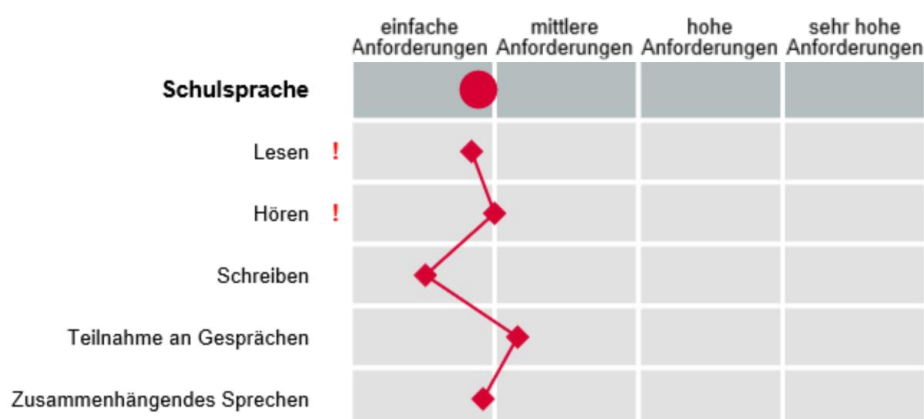 einfache mittlere hohe sehr hohe
Anforderungen Anforderungen Anforderungen Anforderungen
Schulsprache
Lesen !
Hören !
Schreiben
Teilnahme an Gesprächen
Zusammenhängendes Sprechen